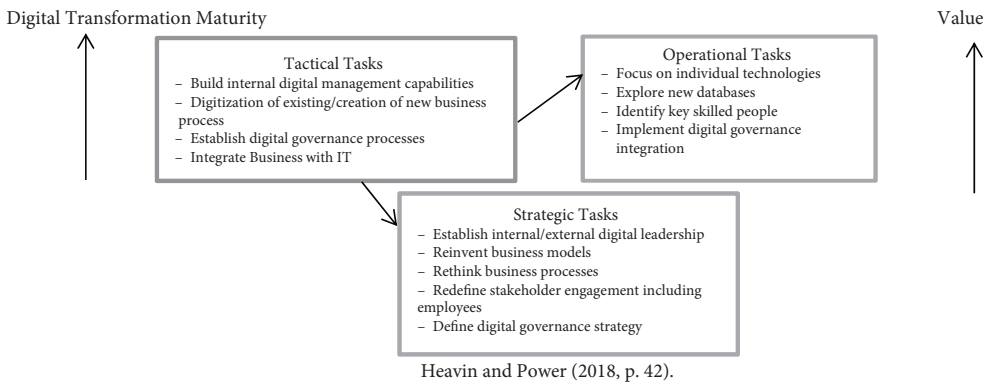 Digital Transformation Maturity
Value
Tactical Tasks
– Build internal digital management capabilities
– Digitization of existing/creation of new business
process
– Establish digital governance processes
– Integrate Business with IT
Operational Tasks
– Focus on individual technologies
– Explore new databases
– Identify key skilled people
– Implement digital governance
integration
Strategic Tasks
– Establish internal/external digital leadership
– Reinvent business models
– Rethink business processes
– Redefine stakeholder engagement including
employees
– Define digital governance strategy
Heavin and Power (2018, p. 42).